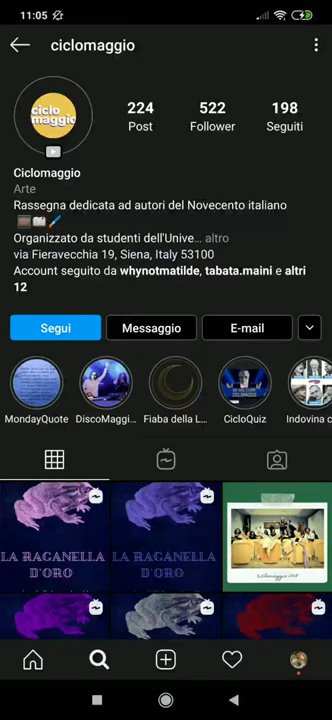 11:05
ciclomaggio
ciclo
maggio
224
Post
522
Follower
198
Seguiti
Ciclomaggio
Arte
Rassegna dedicata ad autori del Novecento italiano
Organizzato da studenti dell'Unive... altro
via Fieravecchia 19, Siena, Italy 53100
Account seguito da whynotmatilde, tabata.maini e altri
12
Segui
Messaggio
E-mail
MondayQuote
DiscoMaggi...
Fiaba della L...
CicloQuiz
Indovina c
LA RAGANELLA
D'ORO
LA RAGANELLA
D'ORO